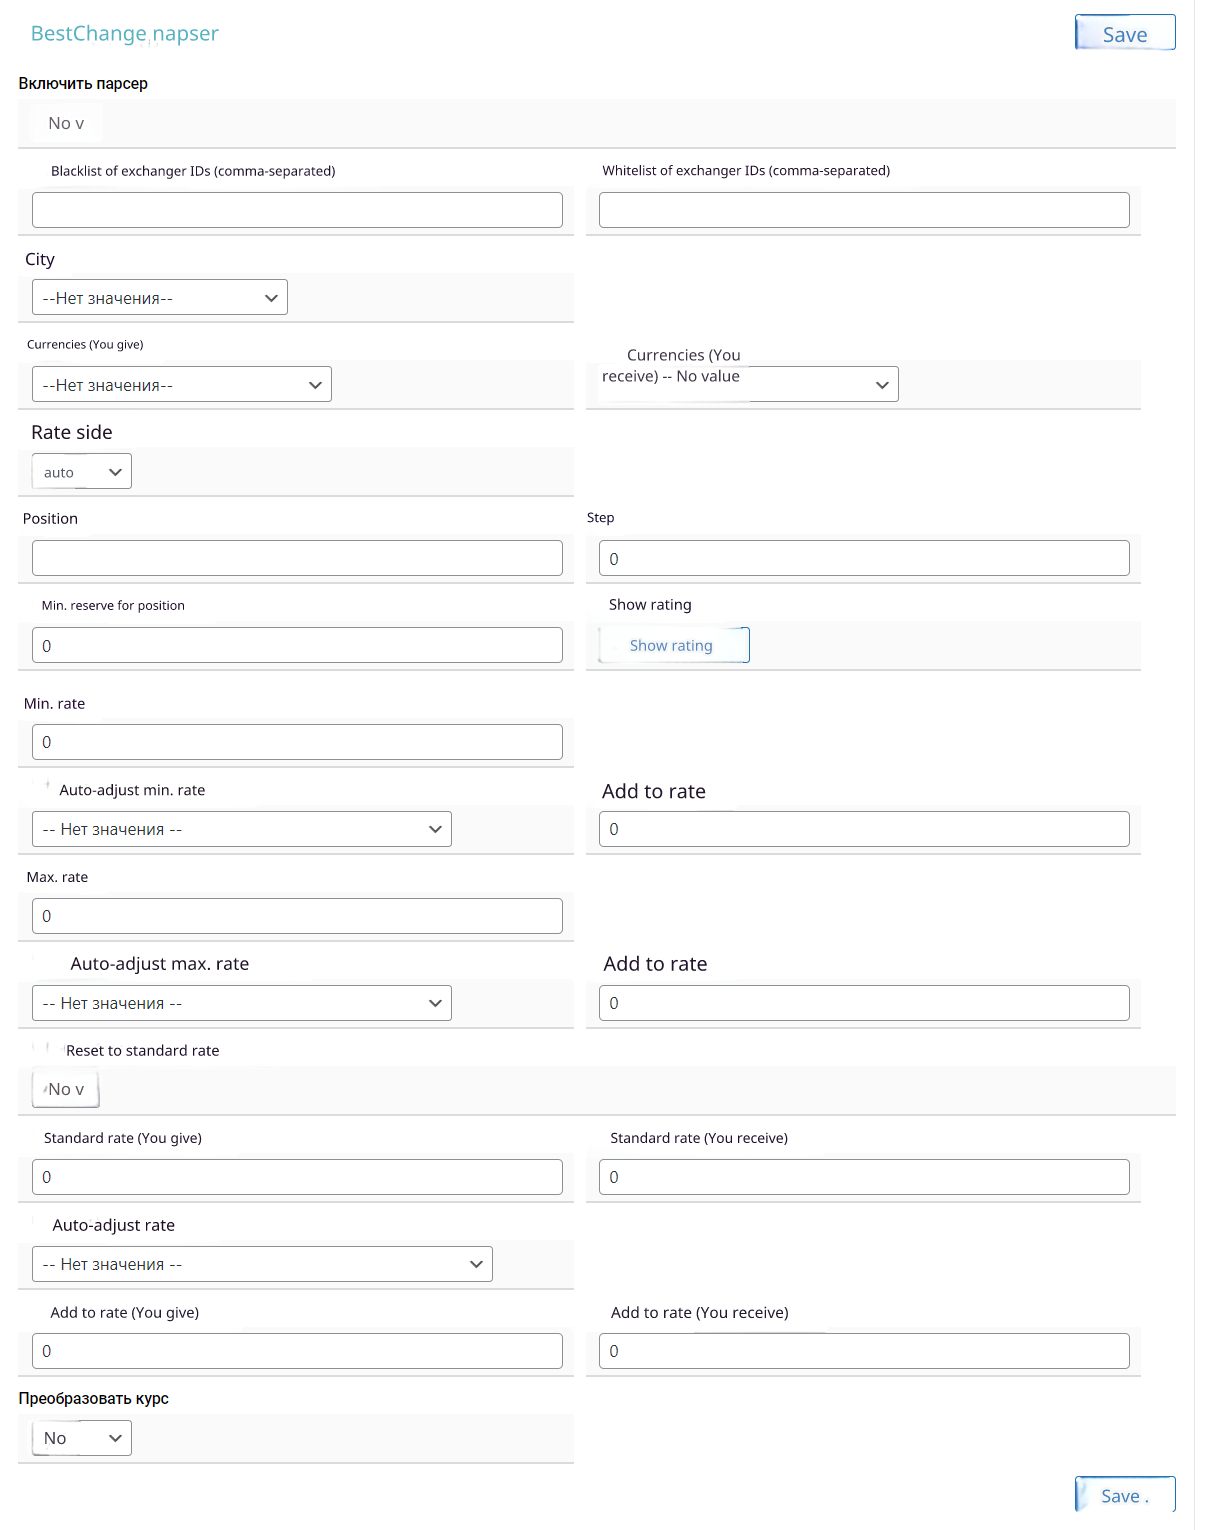 BestChange napser
Save
Включить парсер
No v
Blacklist of exchanger IDs (comma-separated)
Whitelist of exchanger IDs (comma-separated)
City
--Нет значения--
Currencies (You give)
Currencies (You
--Нет значения--
receive) -- No value
Rate side
auto
Position
Step
0
Min. reserve for position
Show rating
0
Show rating
Min. rate
0
Auto-adjust min. rate
Add to rate
-- Нет значения --
0
Max. rate
0
Auto-adjust max. rate
Add to rate
-- Нет значения --
0
Reset to standard rate
No v
Standard rate (You give)
Standard rate (You receive)
0
0
Auto-adjust rate
-- Нет значения --
Add to rate (You give)
Add to rate (You receive)
0
0
Преобразовать курс
No
Save .